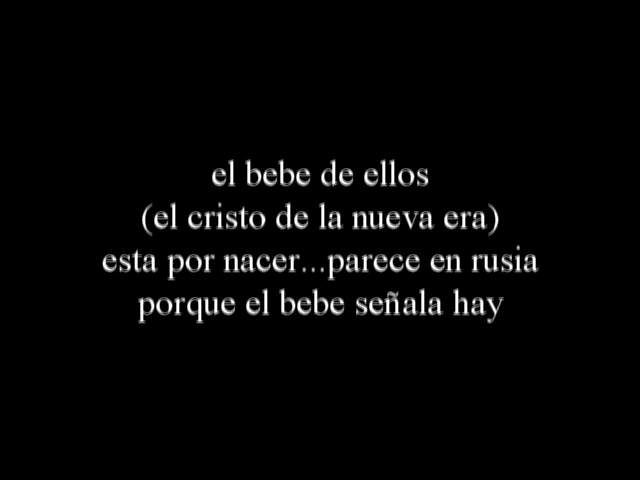 el bebe de ellos
(el cristo de la nueva era)
esta por nacer...parece en rusia
porque el bebe señala hay